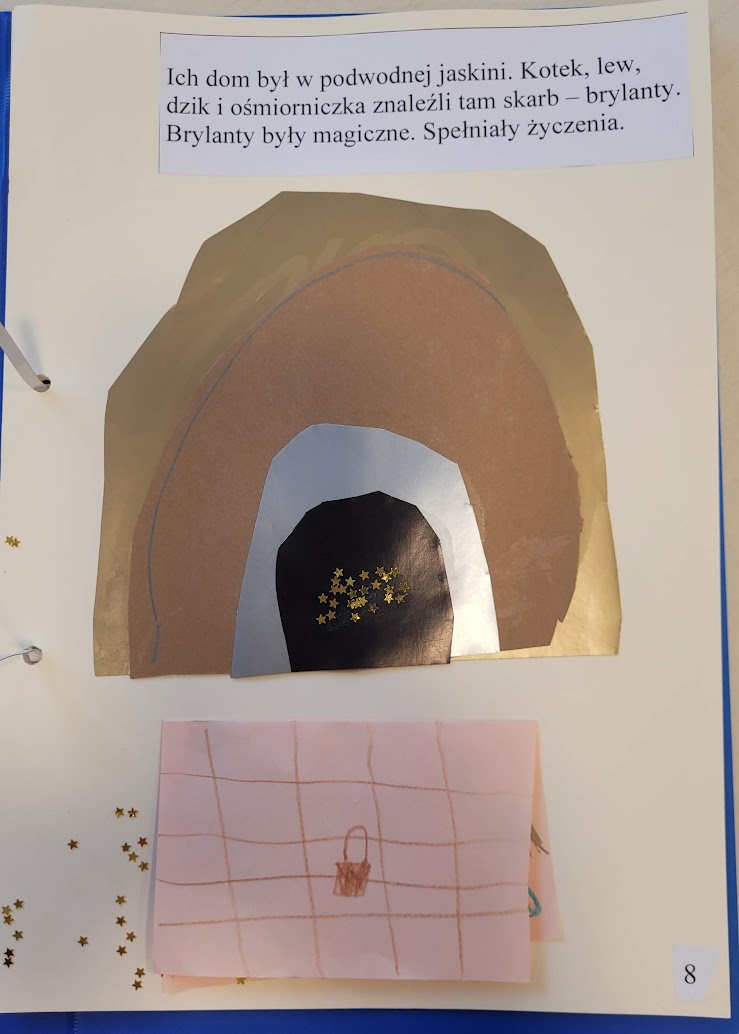 Ich dom był w podwodnej jaskini. Kotek, lew,
dzik i ośmiorniczka znaleźli tam skarb – brylanty.
Brylanty były magiczne. Spełniały życzenia.
8